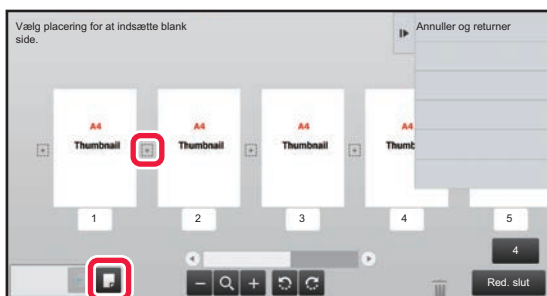 Vælg placering for at indsætte blank
side.
Annuller og returner
A4
Thumbnail
A4
Thumbnail
A4
Thumbnail
A4
Thumb
1
2
3
4
5
4
Red. slut